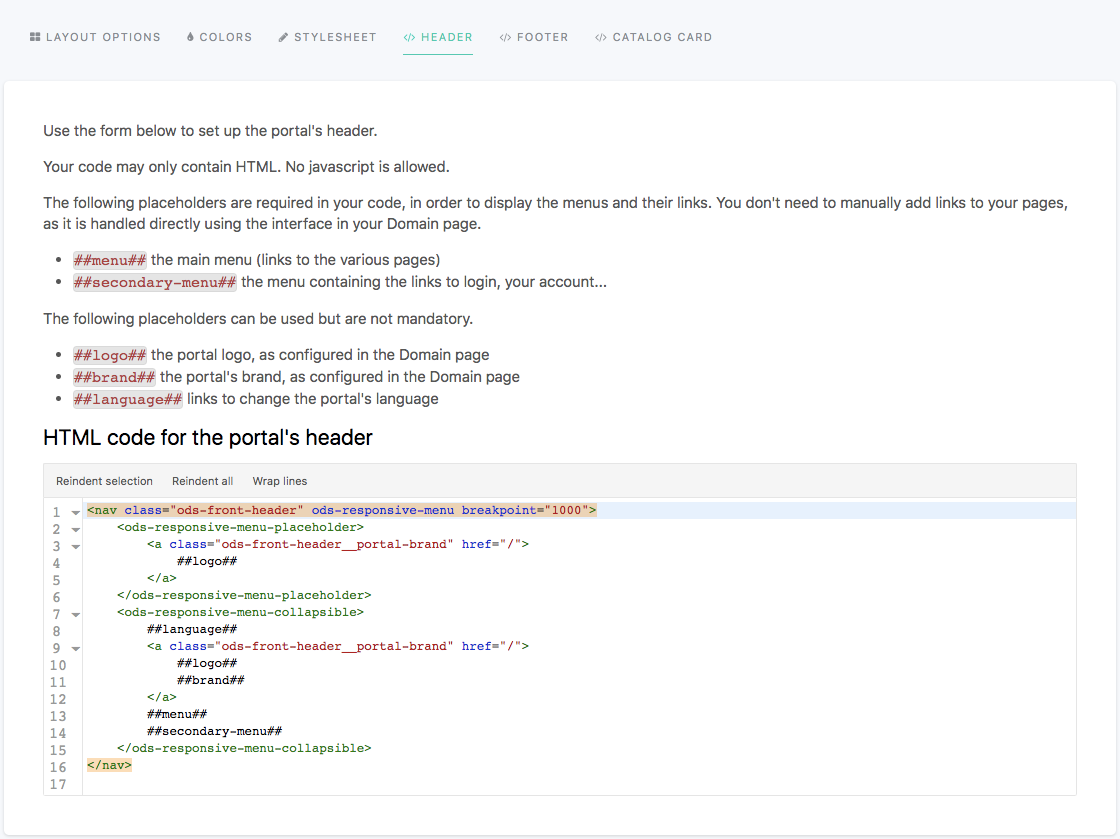 LAYOUT OPTIONS COLORS STYLESHEET </> HEADER </> FOOTER </> CATALOG CARD
Use the form below to set up the portal's header.
Your code may only contain HTML. No javascript is allowed.
The following placeholders are required in your code, in order to display the menus and their links. You don't need to manually add links to your pages,
as it is handled directly using the interface in your Domain page.
• ##menu## the main menu (links to the various pages)
• ##secondary-menu## the menu containing the links to login, your account...
The following placeholders can be used but are not mandatory.
• ##logo## the portal logo, as configured in the Domain page
• ##brand## the portal's brand, as configured in the Domain page
• ##language## links to change the portal's language
HTML code for the portal's header
Reindent selection Reindent all Wrap lines
1 <nav class="ods-front-header" ods-responsive-menu breakpoint="1000">
2 <ods-responsive-menu-placeholder>
3 <a class="ods-front-header__portal-brand" href="/">
4 ##logo##
5 </a>
6 </ods-responsive-menu-placeholder>
7 <ods-responsive-menu-collapsible>
8 ##language##
9 <a class="ods-front-header__portal-brand" href="/">
10 ##logo##
11 ##brand##
12 </a>
13 ##menu##
14 ##secondary-menu##
15 </ods-responsive-menu-collapsible>
16 </nav>
17